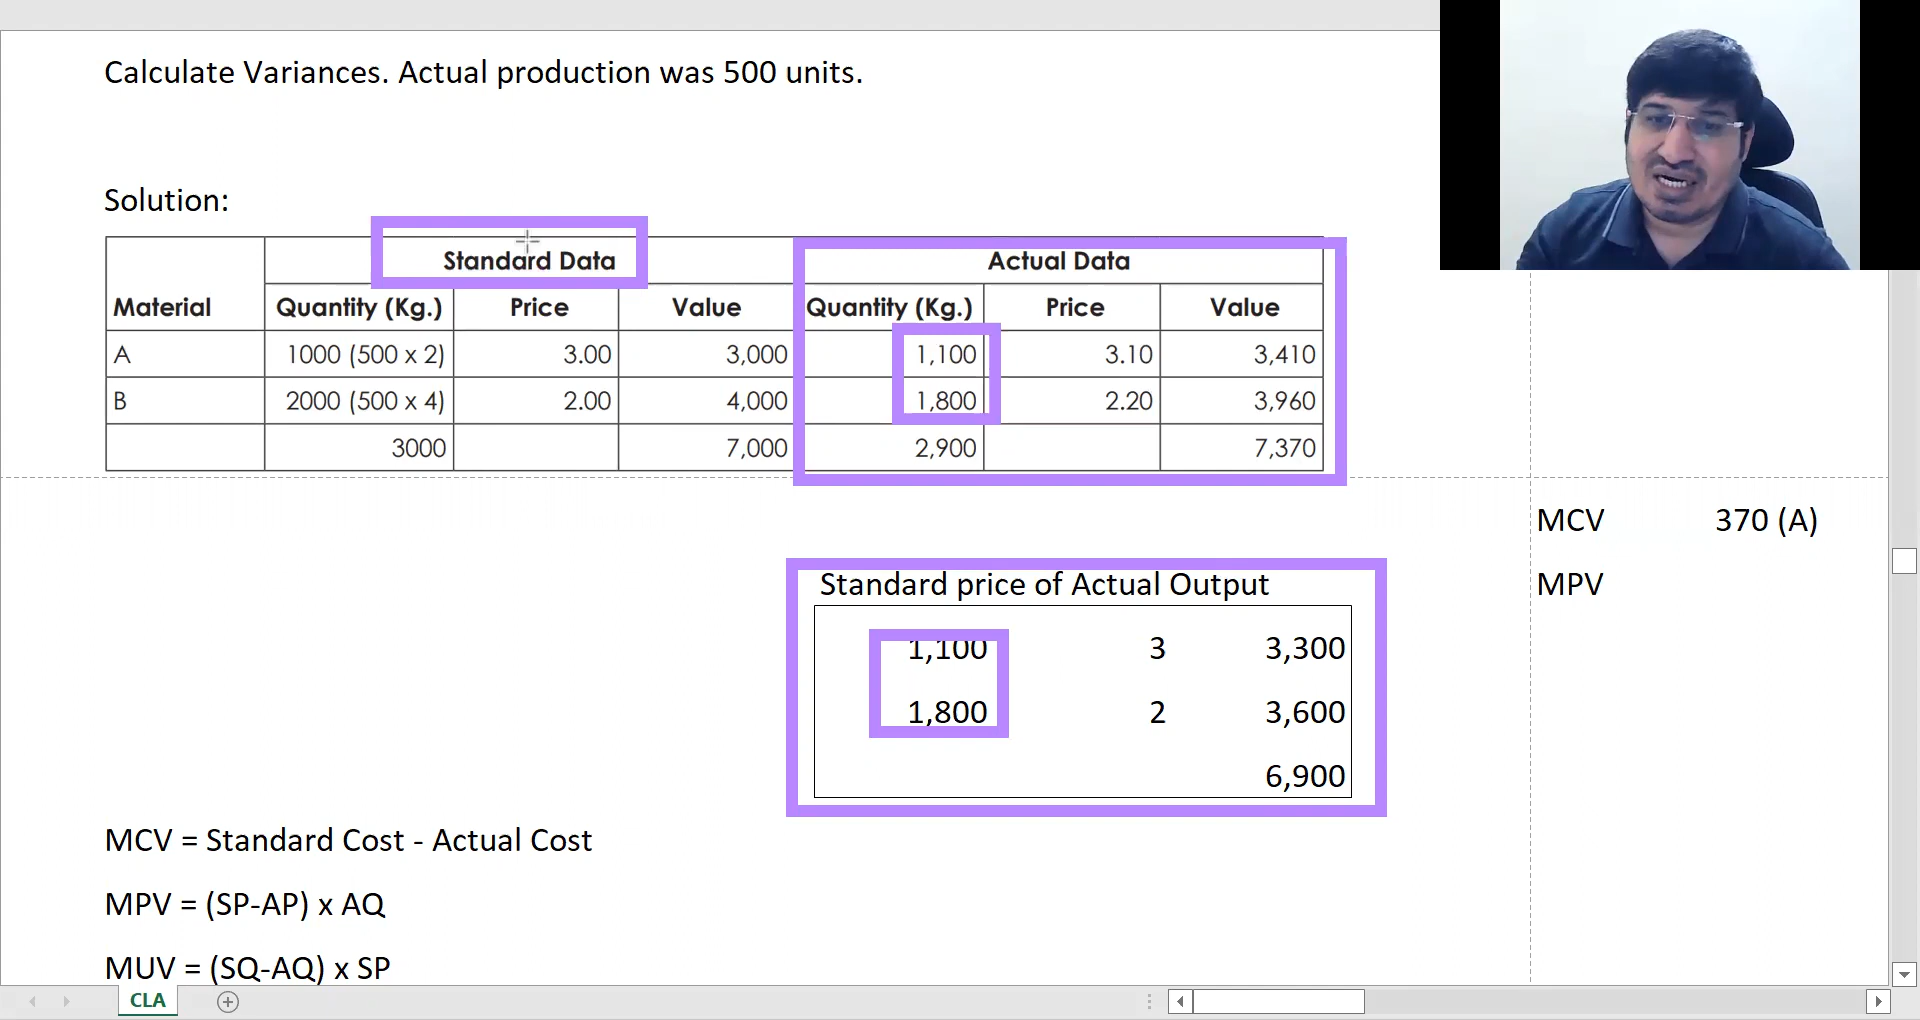 Calculate Variances. Actual production was 500 units.
Solution:
Standard Data Actual Data
Material Quantity (Kg.) Price Value Quantity (Kg.) Price Value
A 1000 (500 x 2) 3.00 3,000 1,100 3.10 3,410
B 2000 (500 x 4) 2.00 4,000 1,800 2.20 3,960
3000 7,000 2,900 7,370
MCV 370 (A)
Standard price of Actual Output MPV
1,100 3 3,300
1,800 2 3,600
6,900
MCV = Standard Cost - Actual Cost
MPV = (SP-AP) x AQ
MUV = (SQ-AQ) x SP
CLA